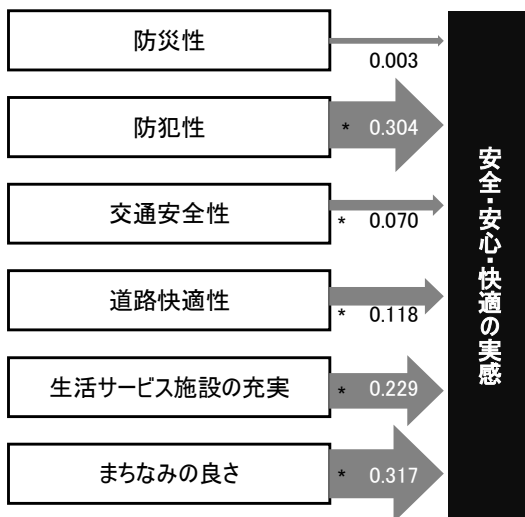 防災性
0.003
防犯性
* 0.304
交通安全性
* 0.070
道路快適性
* 0.118
生活サービス施設の充実
* 0.229
まちなみの良さ
* 0.317
安全・安心・快適の実感